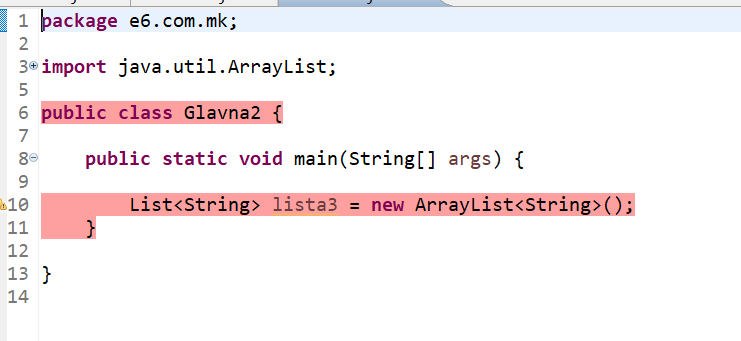 1 package e6.com.mk;
2
3 import java.util.ArrayList;
5
6 public class Glavna2 {
7
8 public static void main(String[] args) {
9
10 List<String> lista3 = new ArrayList<String>();
11 }
12
13 }
14